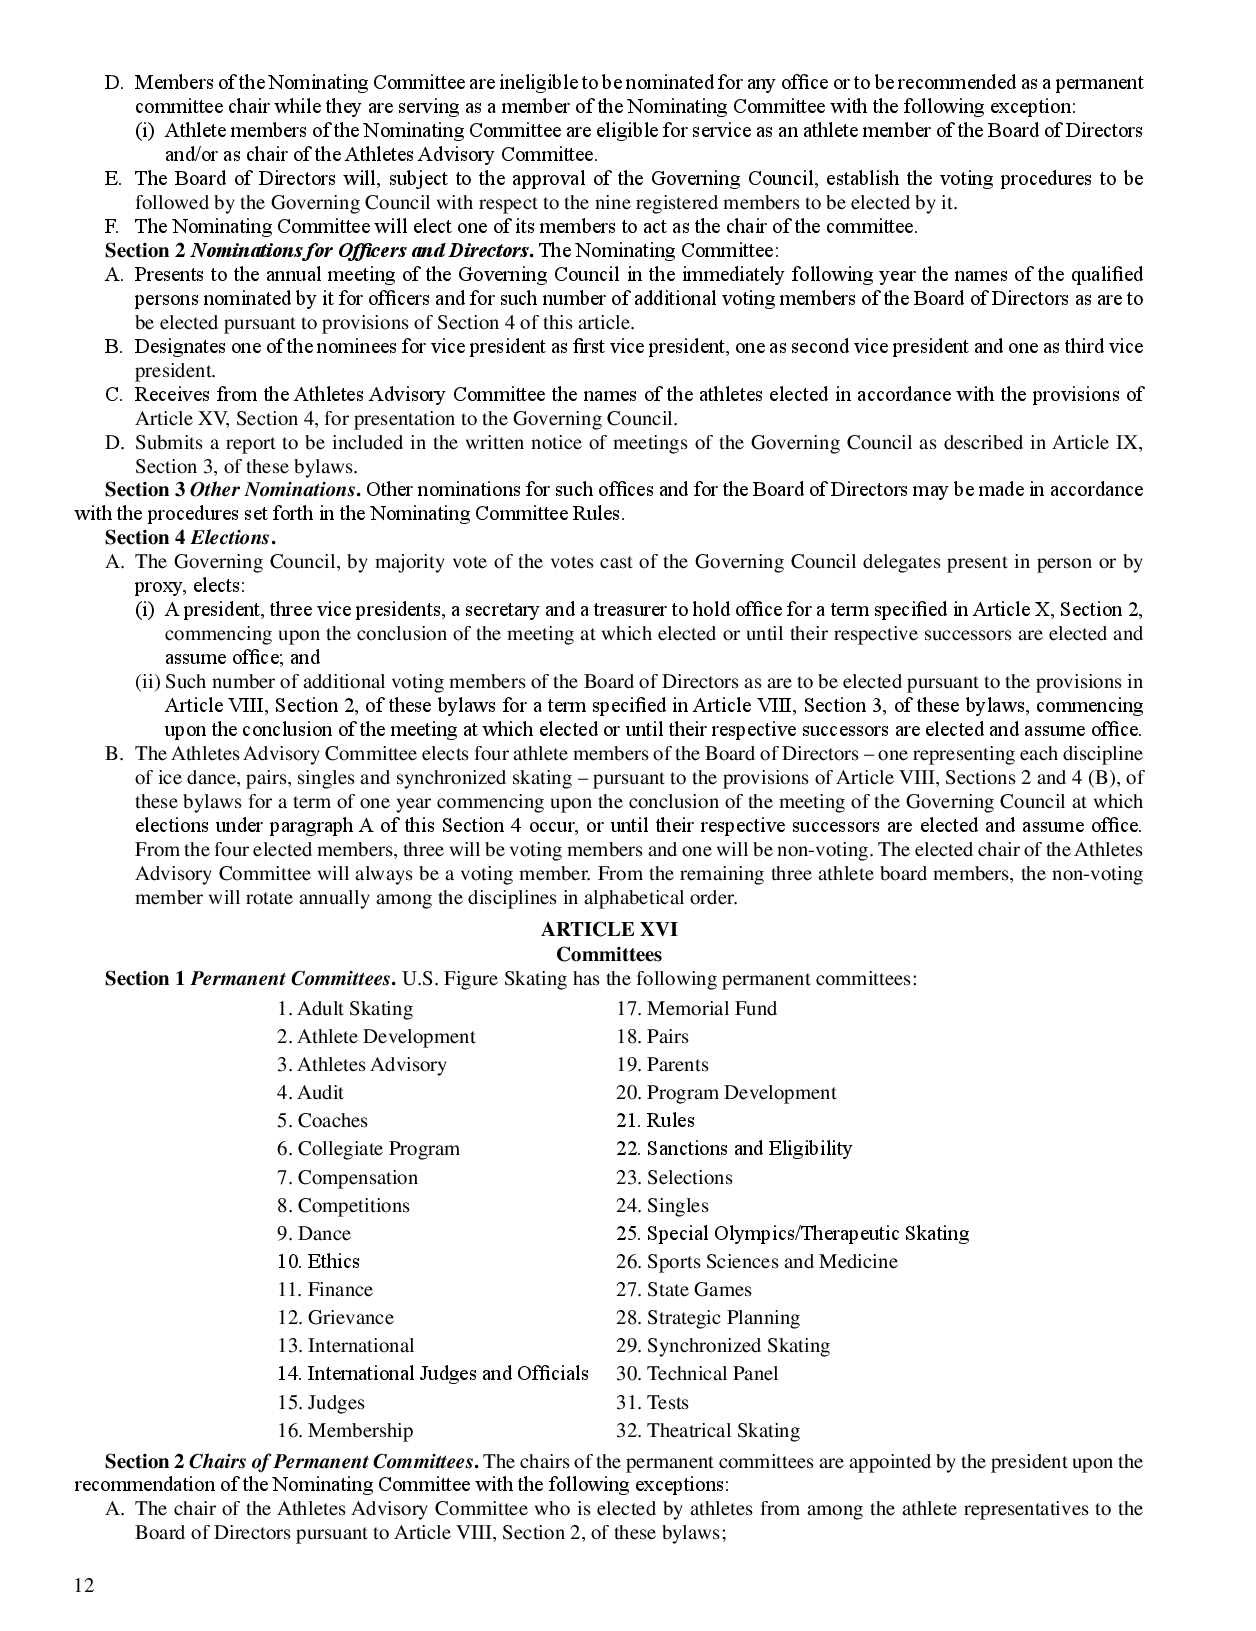 D. Members of the Nominating Committee are ineligible to be nominated for any office or to be recommended as a permanent
committee chair while they are serving as a member of the Nominating Committee with the following exception:
(i) Athlete members of the Nominating Committee are eligible for service as an athlete member of the Board of Directors
and/or as chair of the Athletes Advisory Committee.
E. The Board of Directors will, subject to the approval of the Governing Council, establish the voting procedures to be
followed by the Governing Council with respect to the nine registered members to be elected by it.
F. The Nominating Committee will elect one of its members to act as the chair of the committee.
Section 2 Nominations for Officers and Directors. The Nominating Committee:
A. Presents to the annual meeting of the Governing Council in the immediately following year the names of the qualified
persons nominated by it for officers and for such number of additional voting members of the Board of Directors as are to
be elected pursuant to provisions of Section 4 of this article.
B. Designates one of the nominees for vice president as first vice president, one as second vice president and one as third vice
president.
C. Receives from the Athletes Advisory Committee the names of the athletes elected in accordance with the provisions of
Article XV, Section 4, for presentation to the Governing Council.
D. Submits a report to be included in the written notice of meetings of the Governing Council as described in Article IX,
Section 3, of these bylaws.
Section 3 Other Nominations. Other nominations for such offices and for the Board of Directors may be made in accordance
with the procedures set forth in the Nominating Committee Rules.
Section 4 Elections.
A. The Governing Council, by majority vote of the votes cast of the Governing Council delegates present in person or by
proxy, elects:
(i) A president, three vice presidents, a secretary and a treasurer to hold office for a term specified in Article X, Section 2,
commencing upon the conclusion of the meeting at which elected or until their respective successors are elected and
assume office; and
(ii) Such number of additional voting members of the Board of Directors as are to be elected pursuant to the provisions in
Article VIII, Section 2, of these bylaws for a term specified in Article VIII, Section 3, of these bylaws, commencing
upon the conclusion of the meeting at which elected or until their respective successors are elected and assume office.
B. The Athletes Advisory Committee elects four athlete members of the Board of Directors – one representing each discipline
of ice dance, pairs, singles and synchronized skating – pursuant to the provisions of Article VIII, Sections 2 and 4 (B), of
these bylaws for a term of one year commencing upon the conclusion of the meeting of the Governing Council at which
elections under paragraph A of this Section 4 occur, or until their respective successors are elected and assume office.
From the four elected members, three will be voting members and one will be non-voting. The elected chair of the Athletes
Advisory Committee will always be a voting member. From the remaining three athlete board members, the non-voting
member will rotate annually among the disciplines in alphabetical order.
ARTICLE XVI
Committees
Section 1 Permanent Committees. U.S. Figure Skating has the following permanent committees:
1. Adult Skating
2. Athlete Development
3. Athletes Advisory
4. Audit
5. Coaches
6. Collegiate Program
7. Compensation
8. Competitions
9. Dance
10. Ethics
11. Finance
12. Grievance
13. International
14. International Judges and Officials
15. Judges
16. Membership
17. Memorial Fund
18. Pairs
19. Parents
20. Program Development
21. Rules
22. Sanctions and Eligibility
23. Selections
24. Singles
25. Special Olympics/Therapeutic Skating
26. Sports Sciences and Medicine
27. State Games
28. Strategic Planning
29. Synchronized Skating
30. Technical Panel
31. Tests
32. Theatrical Skating
Section 2 Chairs of Permanent Committees. The chairs of the permanent committees are appointed by the president upon the
recommendation of the Nominating Committee with the following exceptions:
A. The chair of the Athletes Advisory Committee who is elected by athletes from among the athlete representatives to the
Board of Directors pursuant to Article VIII, Section 2, of these bylaws;
12